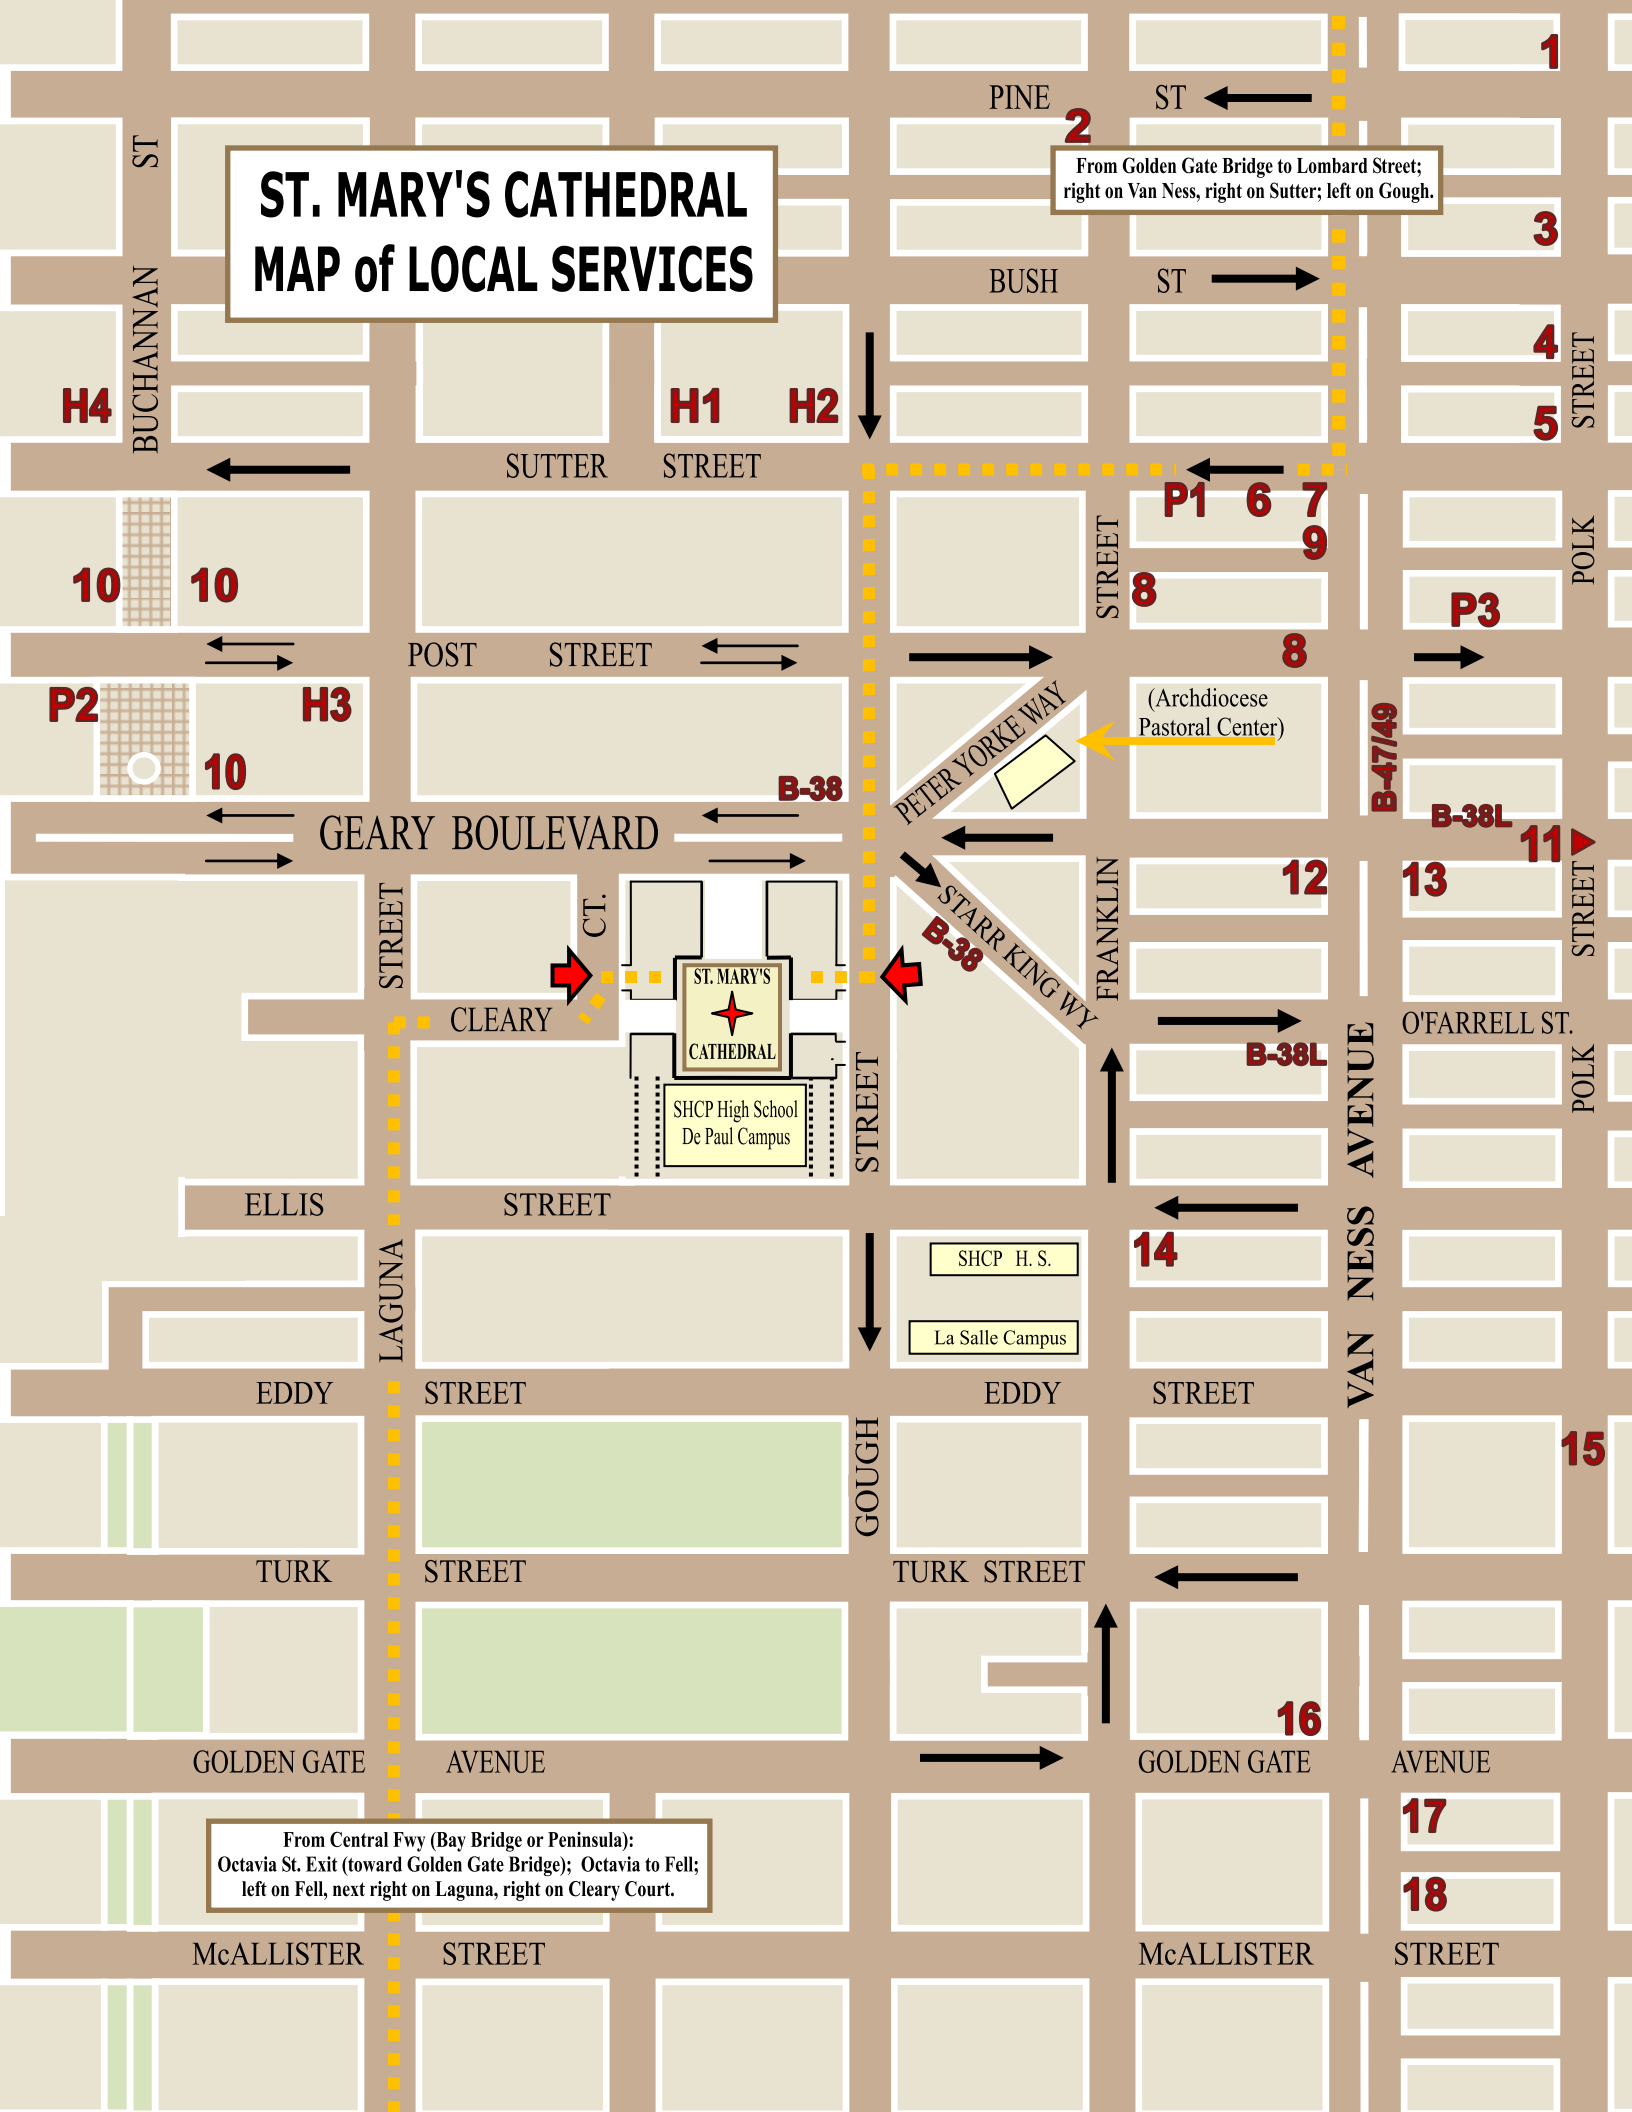 1
PINE ST
2
ST
From Golden Gate Bridge to Lombard Street;
right on Van Ness, right on Sutter; left on Gough.
ST. MARY'S CATHEDRAL
MAP of LOCAL SERVICES
3
BUSH ST
BUCHANNAN
4
STREET
H4
H1
H2
5
SUTTER STREET
P1
6
7
9
STREET
POLK
10
10
8
P3
POST STREET
8
P2
H3
PETER YORKE WAY
(Archdiocese
Pastoral Center)
B-47/49
10
B-38
B-38L
GEARY BOULEVARD
11
12
13
STREET
CT.
STARR KING WY
B-38
FRANKLIN
STREET
ST. MARY'S
CATHEDRAL
CLEARY
O'FARRELL ST.
B-38L
STREET
VAN NESS AVENUE
POLK
SHCP High School
De Paul Campus
ELLIS STREET
14
SHCP H. S.
LAGUNA
La Salle Campus
EDDY STREET
EDDY STREET
GOUGH
15
TURK STREET
TURK STREET
16
GOLDEN GATE AVENUE
GOLDEN GATE AVENUE
17
From Central Fwy (Bay Bridge or Peninsula):
Octavia St. Exit (toward Golden Gate Bridge); Octavia to Fell;
left on Fell, next right on Laguna, right on Cleary Court.
18
McALLISTER STREET
McALLISTER STREET